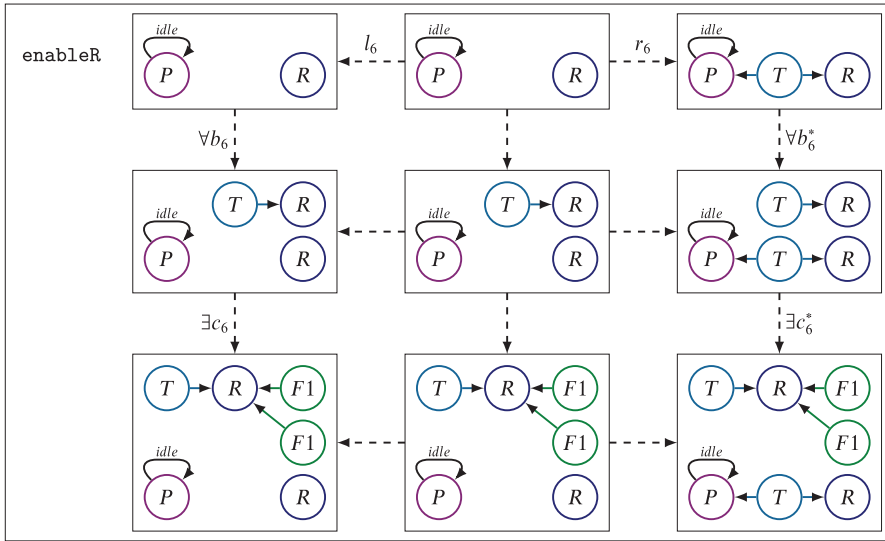 enableR
idle l₆ idle r₆ idle
P R P R P T R
∀b₆ ∀b₆*
T R T R T R
idle idle idle
P R P R P T R
∃c₆ ∃c₆*
T R F1 T R F1 T R F1
F1 F1 F1
idle idle idle
P R P R P T R